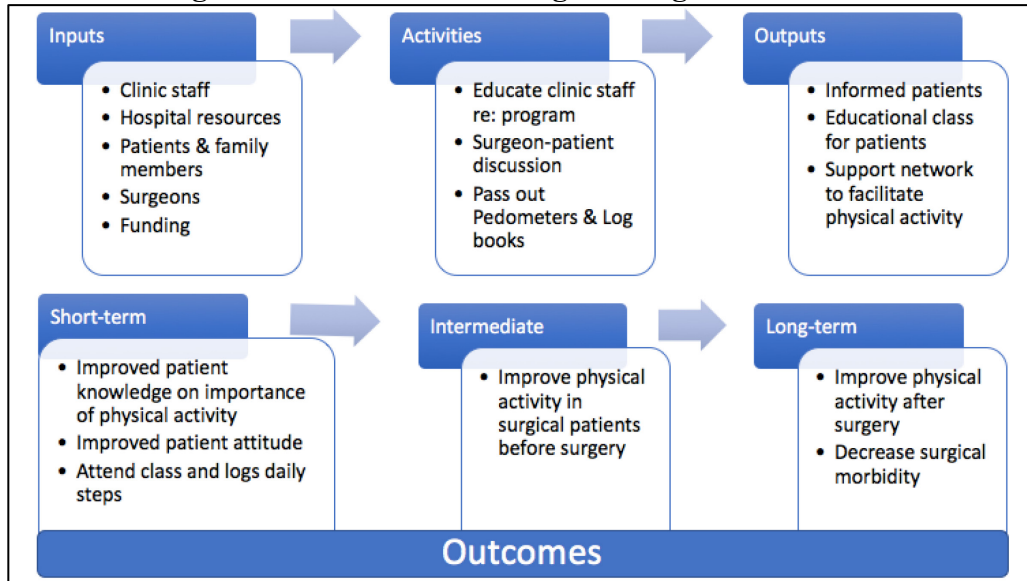 Inputs
• Clinic staff
• Hospital resources
• Patients & family
members
• Surgeons
• Funding
Activities
• Educate clinic staff
re: program
• Surgeon-patient
discussion
• Pass out
Pedometers & Log
books
Outputs
• Informed patients
• Educational class
for patients
• Support network
to facilitate
physical activity
Short-term
• Improved patient
knowledge on importance
of physical activity
• Improved patient attitude
• Attend class and logs daily
steps
Intermediate
• Improve physical
activity in
surgical patients
before surgery
Long-term
• Improve physical
activity after
surgery
• Decrease surgical
morbidity
Outcomes